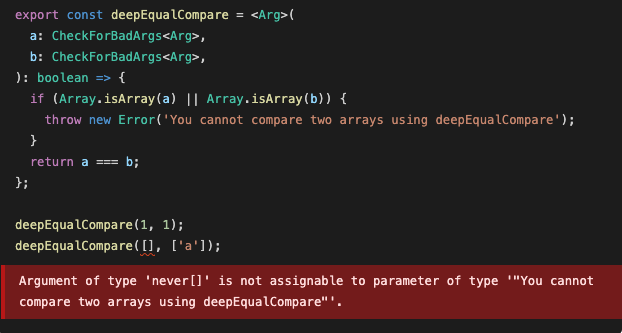 export const deepEqualCompare = <Arg>(
  a: CheckForBadArgs<Arg>,
  b: CheckForBadArgs<Arg>,
): boolean => {
  if (Array.isArray(a) || Array.isArray(b)) {
    throw new Error('You cannot compare two arrays using deepEqualCompare');
  }
  return a === b;
};

deepEqualCompare(1, 1);
deepEqualCompare([], ['a']);
Argument of type 'never[]' is not assignable to parameter of type '"You cannot
compare two arrays using deepEqualCompare"'.